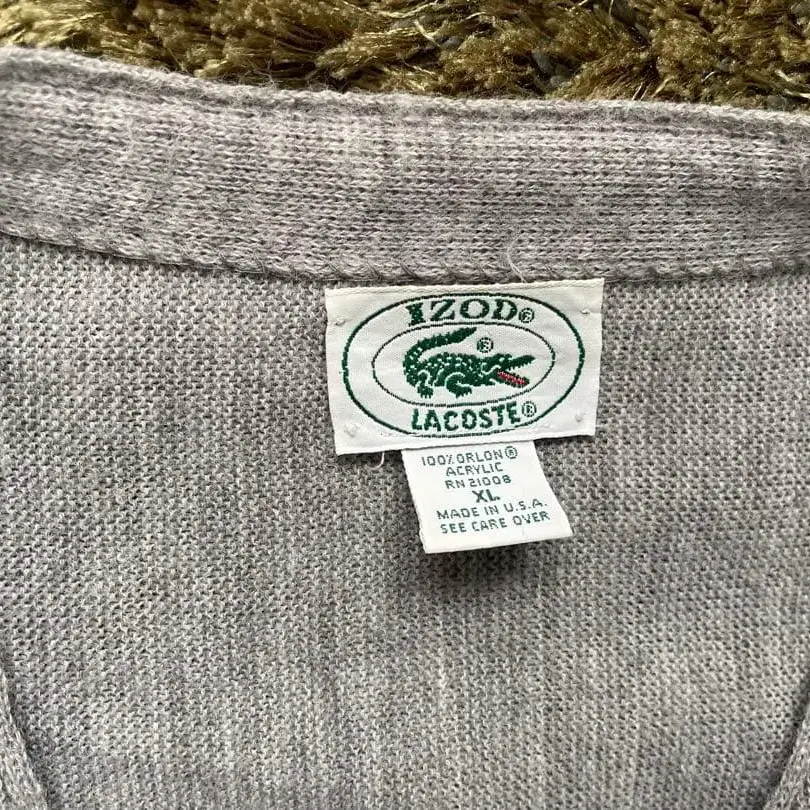 IZOD®
®
LACOSTE®
100% ORLON®
ACRYLIC
RN 21008
XL
MADE IN U.S.A.
SEE CARE OVER